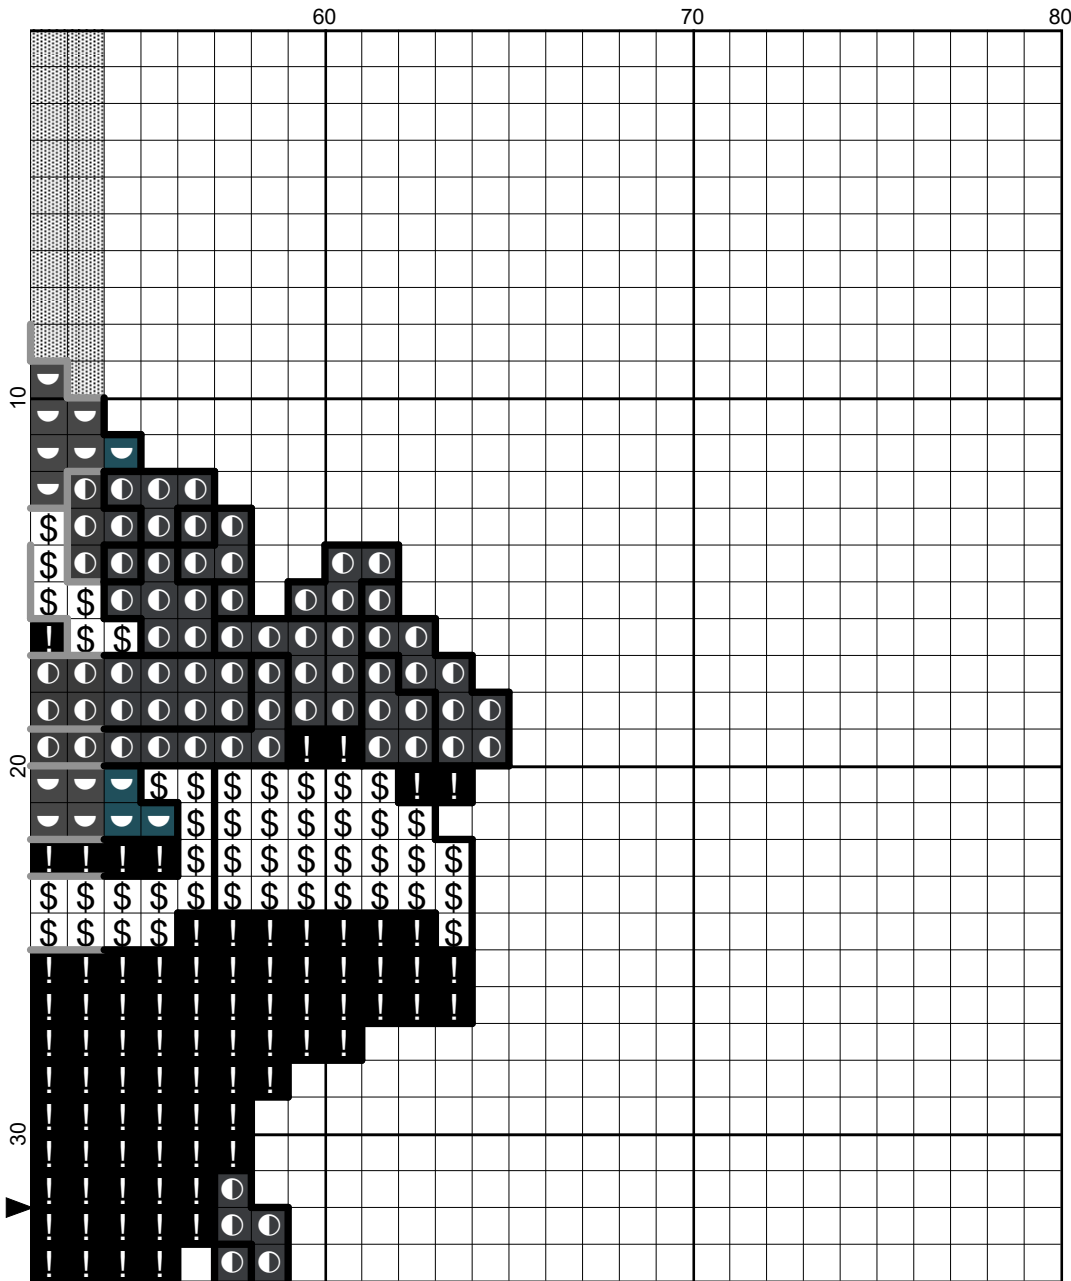 60 70 80
10
$
$
$ $
! $ $
! !
20
$ $ $ $ $ $ $ ! !
$ $ $ $ $ $ $
! ! ! ! $ $ $ $ $ $ $ $
$ $ $ $ $ $ $ $ $ $ $ $
$ $ $ $ ! ! ! ! ! ! ! $
! ! ! ! ! ! ! ! ! ! ! !
! ! ! ! ! ! ! ! ! ! ! !
! ! ! ! ! ! ! ! !
! ! ! ! ! ! !
! ! ! ! ! !
30
! ! ! ! ! !
! ! ! ! !
! ! ! ! !
! ! ! !